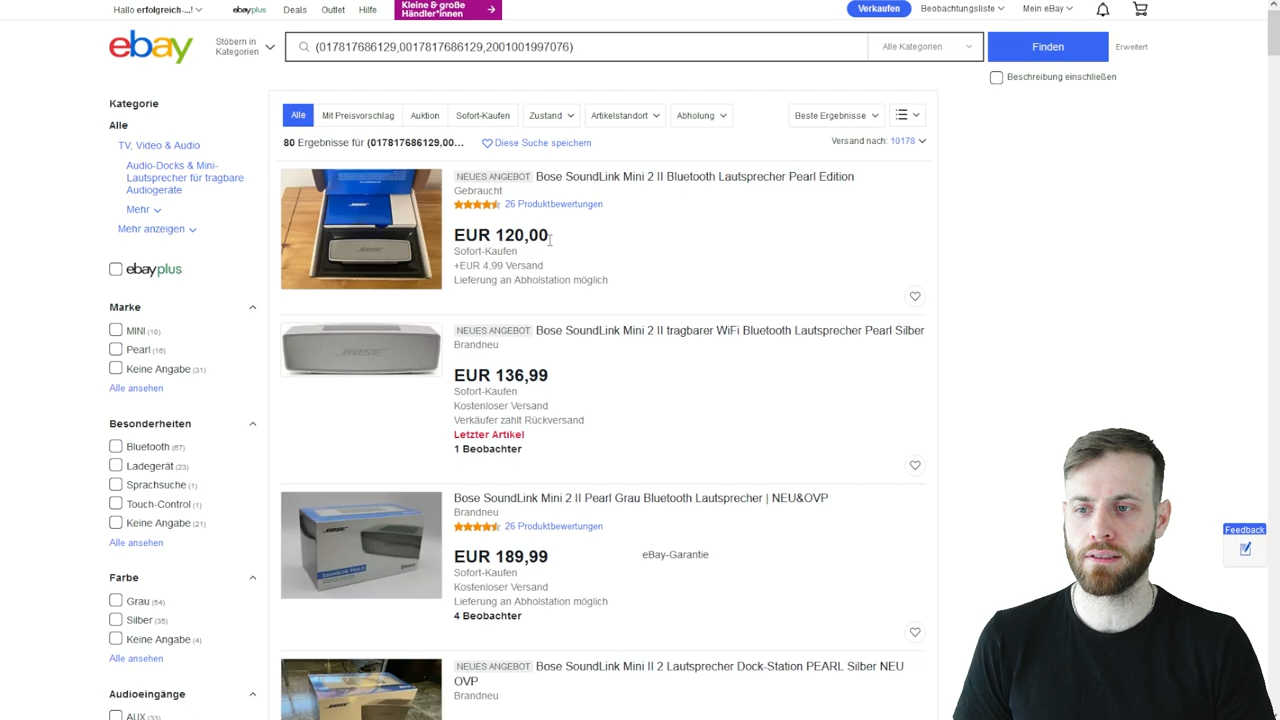 Hallo erfolgreich-...!
ebayplus
Deals
Outlet
Hilfe
Kleine & große
Händler*innen
Verkaufen
Beobachtungsliste
Mein eBay
ebay
Stöbern in
Kategorien
(017817686129,0017817686129,2001001997076)
Alle Kategorien
Finden
Erweitert
Beschreibung einschließen
Kategorie
Alle
TV, Video & Audio
Audio-Docks & Mini-
Lautsprecher für tragbare
Audiogeräte
Mehr
Mehr anzeigen
ebayplus
Marke
MINI (10)
Pearl (16)
Keine Angabe (31)
Alle ansehen
Besonderheiten
Bluetooth (67)
Ladegerät (23)
Sprachsuche (1)
Touch-Control (1)
Keine Angabe (21)
Alle ansehen
Farbe
Grau (54)
Silber (35)
Keine Angabe (4)
Alle ansehen
Audioeingänge
AUX (33)
Alle
Mit Preisvorschlag
Auktion
Sofort-Kaufen
Zustand
Artikelstandort
Abholung
Beste Ergebnisse
80 Ergebnisse für (017817686129,00...
Diese Suche speichern
Versand nach: 10178
NEUES ANGEBOT Bose SoundLink Mini 2 II Bluetooth Lautsprecher Pearl Edition
Gebraucht
26 Produktbewertungen
EUR 120,00
Sofort-Kaufen
+EUR 4,99 Versand
Lieferung an Abholstation möglich
BOSE
NEUES ANGEBOT Bose SoundLink Mini 2 II tragbarer WiFi Bluetooth Lautsprecher Pearl Silber
Brandneu
EUR 136,99
Sofort-Kaufen
Kostenloser Versand
Verkäufer zahlt Rückversand
Letzter Artikel
1 Beobachter
Bose SoundLink Mini 2 II Pearl Grau Bluetooth Lautsprecher | NEU&OVP
Brandneu
26 Produktbewertungen
EUR 189,99
eBay-Garantie
Sofort-Kaufen
Kostenloser Versand
Lieferung an Abholstation möglich
4 Beobachter
NEUES ANGEBOT Bose SoundLink Mini II 2 Lautsprecher Dock-Station PEARL Silber NEU
OVP
Brandneu
Feedback